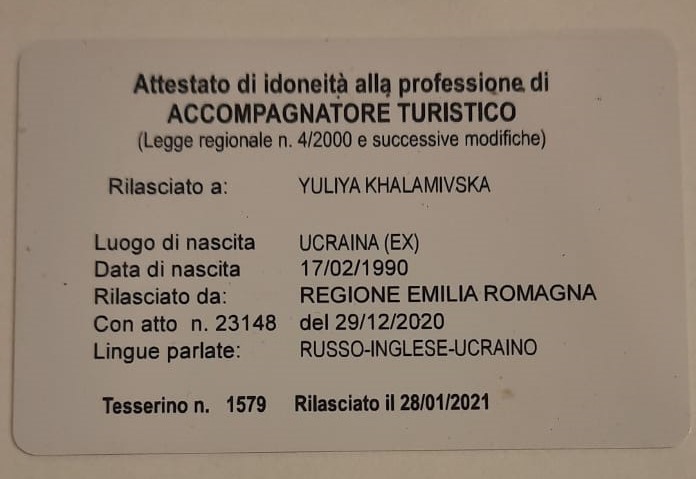 Attestato di idoneità alla professione di
ACCOMPAGNATORE TURISTICO
(Legge regionale n. 4/2000 e successive modifiche)
Rilasciato a: YULIYA KHALAMIVSKA
Luogo di nascita UCRAINA (EX)
Data di nascita 17/02/1990
Rilasciato da: REGIONE EMILIA ROMAGNA
Con atto n. 23148 del 29/12/2020
Lingue parlate: RUSSO-INGLESE-UCRAINO
Tesserino n. 1579 Rilasciato il 28/01/2021